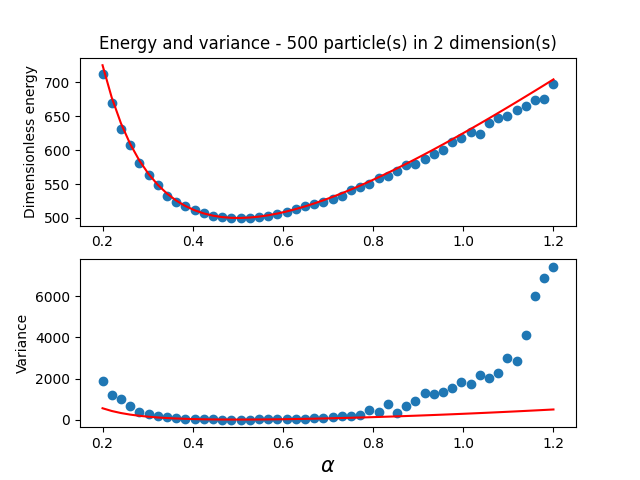 Energy and variance - 500 particle(s) in 2 dimension(s)
Dimensionless energy
700
650
600
550
500
0.2 0.4 0.6 0.8 1.0 1.2
Variance
6000
4000
2000
0
0.2 0.4 0.6 0.8 1.0 1.2
α